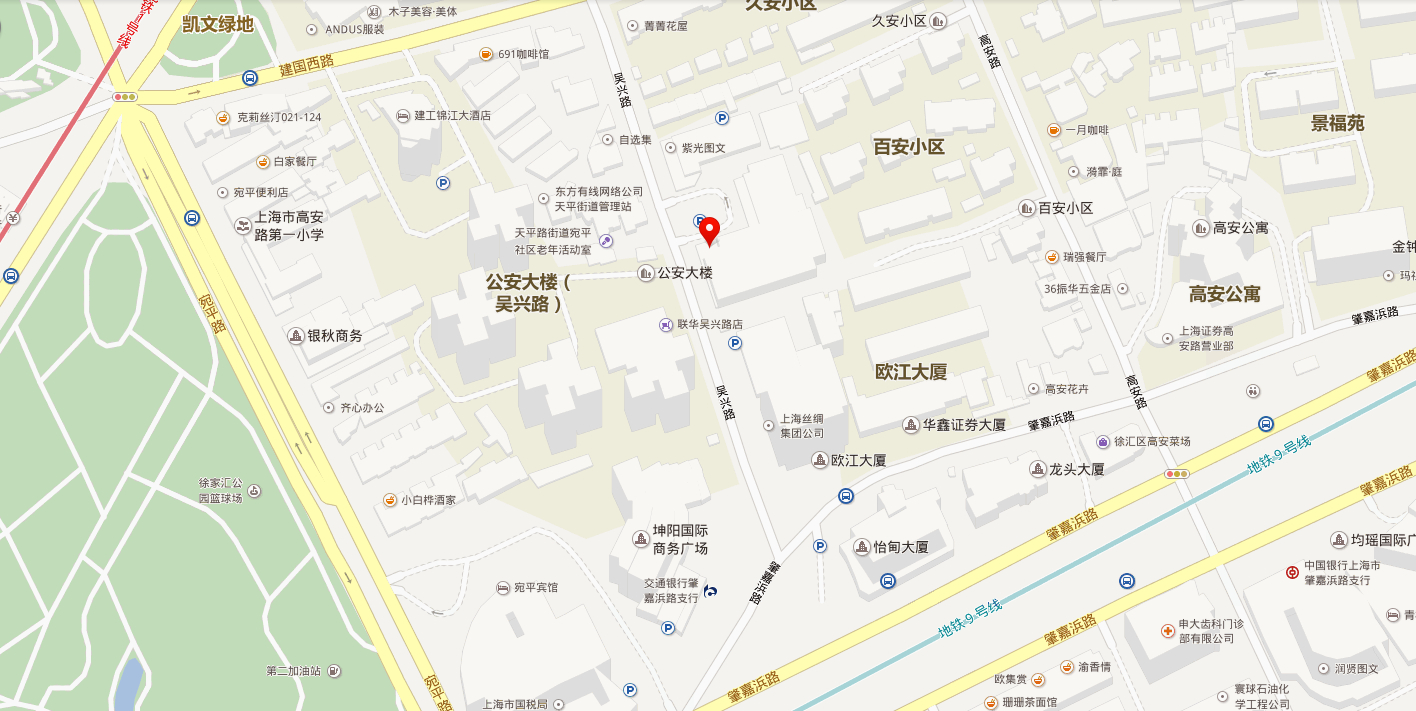 凯文绿地
木子美容·美体
ANDUS服装
号线
建国西路
691咖啡馆
菁菁花屋
久安小区
久安小区
高安路
吴兴路
克莉丝汀021-124
建工锦江大酒店
自选集
紫光图文
百安小区
一月咖啡
景福苑
白家餐厅
宛平便利店
漪霏·庭
东方有线网络公司
天平街道管理站
上海市高安
路第一小学
天平路街道宛平
社区老年活动室
百安小区
高安公寓
瑞强餐厅
公安大楼
公安大楼（
吴兴路）
36振华五金店
高安公寓
宛平路
银秋商务
联华吴兴路店
上海证券高
安路营业部
肇嘉浜路
欧江大厦
肇嘉浜路
吴兴路
高安花卉
高安路
齐心办公
上海丝绸
集团公司
华鑫证券大厦
肇嘉浜路
徐汇区高安菜场
欧江大厦
龙头大厦
地铁9号线
徐家汇公
园篮球场
小白桦酒家
肇嘉浜路
坤阳国际
商务广场
怡甸大厦
肇嘉浜路
均瑶国际广
中国银行上海市
肇嘉浜路支行
宛平宾馆
交通银行肇
嘉浜路支行
肇嘉浜路
地铁9号线
肇嘉浜路
申大齿科门诊
部有限公司
第二加油站
宛平路
肇嘉浜路
渝香情
欧集赏
润贤图文
上海市国税局
珊珊茶面馆
寰球石油化
学工程公司